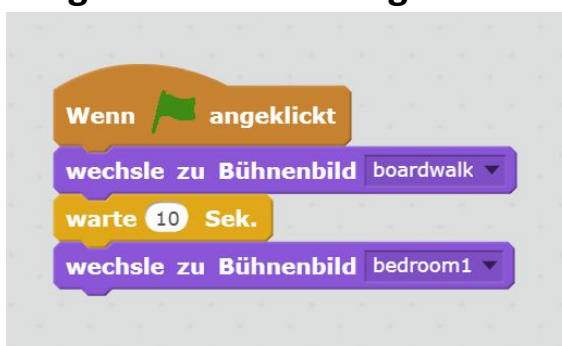 Wenn angeklickt
wechsle zu Bühnenbild boardwalk
warte 10 Sek.
wechsle zu Bühnenbild bedroom1